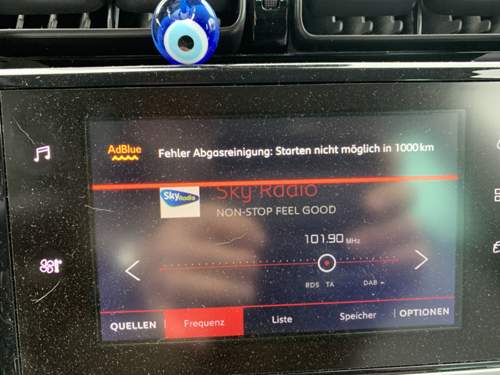 AdBlue
Fehler Abgasreinigung: Starten nicht möglich in 1000 km
Sky Radio
Sky Radio
NON-STOP FEEL GOOD
101.90 MHz
RDS TA DAB
QUELLEN Frequenz Liste Speicher OPTIONEN